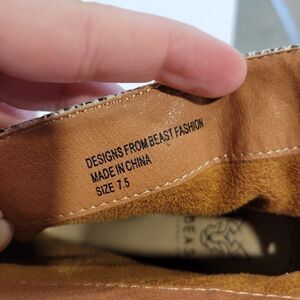 DESIGNS FROM BEAST FASHION
MADE IN CHINA
SIZE 7.5